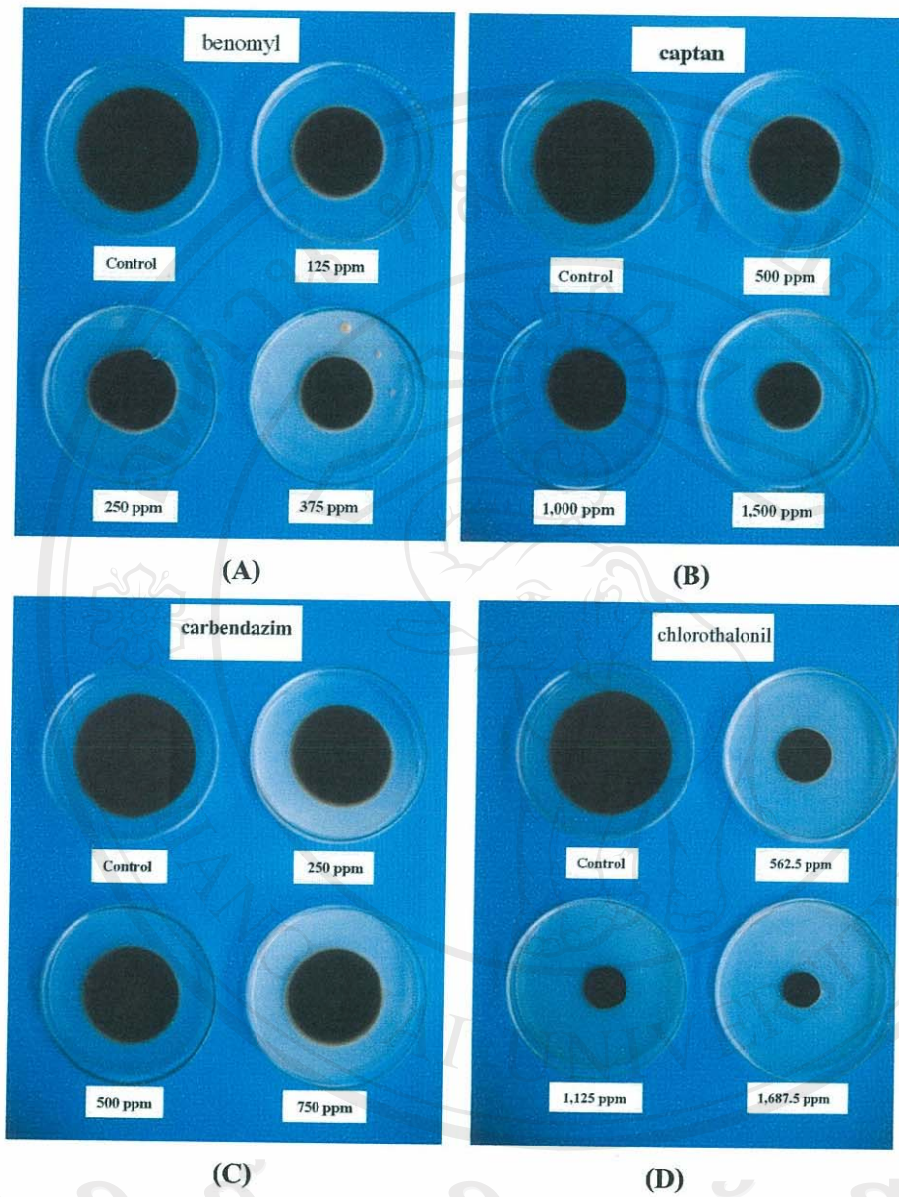 benomyl
Control
125 ppm
250 ppm
375 ppm
(A)
captan
Control
500 ppm
1,000 ppm
1,500 ppm
(B)
carbendazim
Control
250 ppm
500 ppm
750 ppm
(C)
chlorothalonil
Control
562.5 ppm
1,125 ppm
1,687.5 ppm
(D)